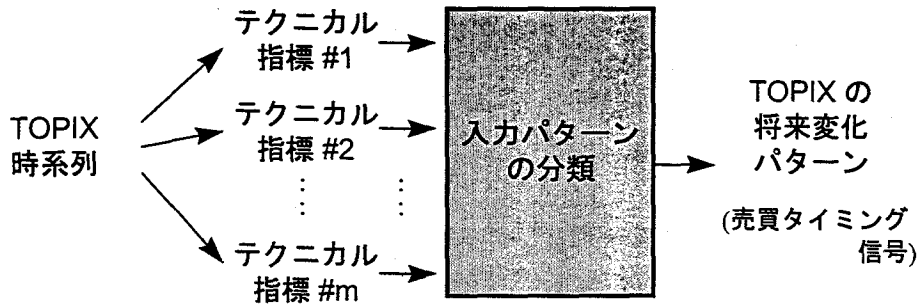 TOPIX
時系列
テクニカル
指標 #1
テクニカル
指標 #2
テクニカル
指標 #m
入力パターン
の分類
TOPIX の
将来変化
パターン
(売買タイミング
信号)